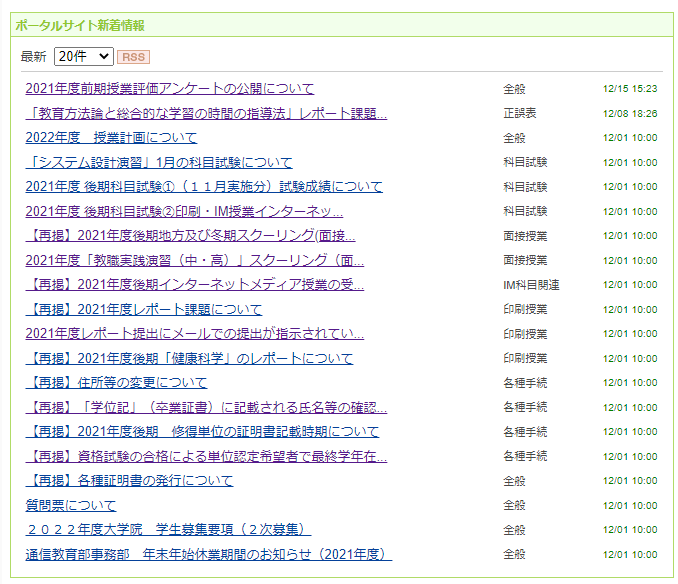 ポータルサイト新着情報
最新 20件 RSS
2021年度前期授業評価アンケートの公開について 全般 12/15 15:23
「教育方法論と総合的な学習の時間の指導法」レポート課題... 正誤表 12/08 18:26
2022年度　授業計画について 全般 12/01 10:00
「システム設計演習」1月の科目試験について 科目試験 12/01 10:00
2021年度 後期科目試験①（１１月実施分）試験成績について 科目試験 12/01 10:00
2021年度 後期科目試験②印刷・IM授業インターネッ... 科目試験 12/01 10:00
【再掲】2021年度後期地方及び冬期スクーリング(面接... 面接授業 12/01 10:00
2021年度「教職実践演習（中・高）」スクーリング（面... 面接授業 12/01 10:00
【再掲】2021年度後期インターネットメディア授業の受... IM科目関連 12/01 10:00
【再掲】2021年度レポート課題について 印刷授業 12/01 10:00
2021年度レポート提出にメールでの提出が指示されてい... 印刷授業 12/01 10:00
【再掲】2021年度後期「健康科学」のレポートについて 印刷授業 12/01 10:00
【再掲】住所等の変更について 各種手続 12/01 10:00
【再掲】「学位記」（卒業証書）に記載される氏名等の確認... 各種手続 12/01 10:00
【再掲】2021年度後期　修得単位の証明書記載時期について 各種手続 12/01 10:00
【再掲】資格試験の合格による単位認定希望者で最終学年在... 各種手続 12/01 10:00
【再掲】各種証明書の発行について 全般 12/01 10:00
質問票について 全般 12/01 10:00
２０２２年度大学院　学生募集要項（２次募集） 全般 12/01 10:00
通信教育部事務部　年末年始休業期間のお知らせ（2021年度） 全般 12/01 10:00